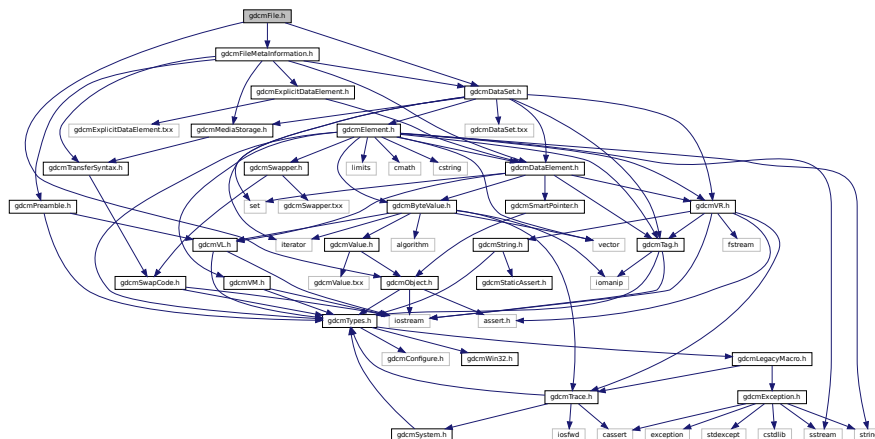 gdcmFile.h
gdcmFileMetaInformation.h
gdcmExplicitDataElement.h
gdcmDataSet.h
gdcmExplicitDataElement.txx
gdcmMediaStorage.h
gdcmElement.h
gdcmDataSet.txx
gdcmTransferSyntax.h
gdcmSwapper.h
limits
cmath
cstring
gdcmDataElement.h
gdcmPreamble.h
set
gdcmSwapper.txx
gdcmByteValue.h
gdcmSmartPointer.h
gdcmVR.h
gdcmVL.h
iterator
gdcmValue.h
algorithm
gdcmString.h
vector
gdcmTag.h
fstream
gdcmSwapCode.h
gdcmVM.h
gdcmValue.txx
gdcmObject.h
gdcmStaticAssert.h
iomanip
gdcmTypes.h
iostream
assert.h
gdcmConfigure.h
gdcmWin32.h
gdcmLegacyMacro.h
gdcmTrace.h
gdcmException.h
gdcmSystem.h
iosfwd
cassert
exception
stdexcept
cstdlib
sstream